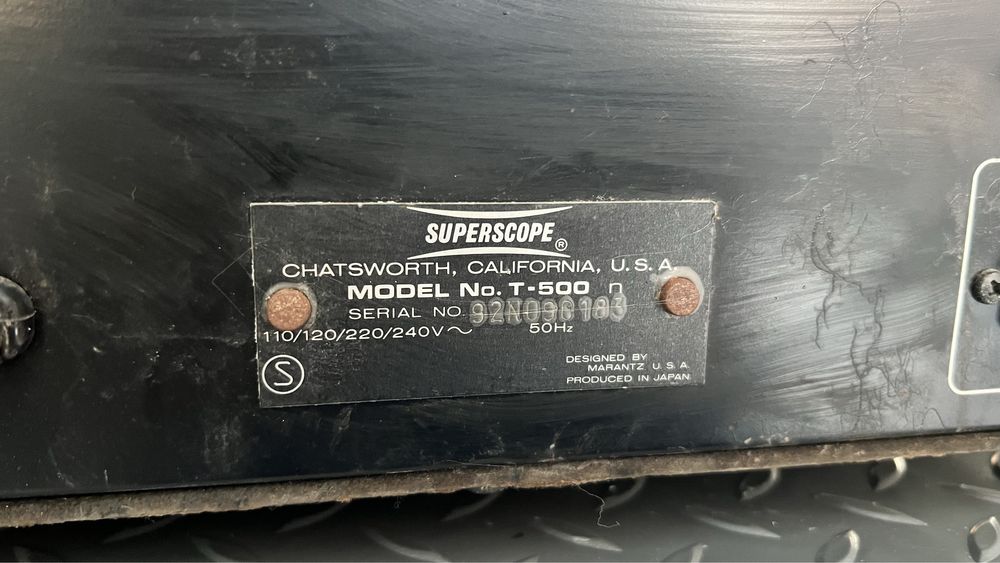 SUPERSCOPE®
CHATSWORTH, CALIFORNIA, U.S.A.
MODEL No. T-500 n
SERIAL NO. 92N096183
110/120/220/240V~ 50Hz
S
DESIGNED BY
MARANTZ U.S.A.
PRODUCED IN JAPAN